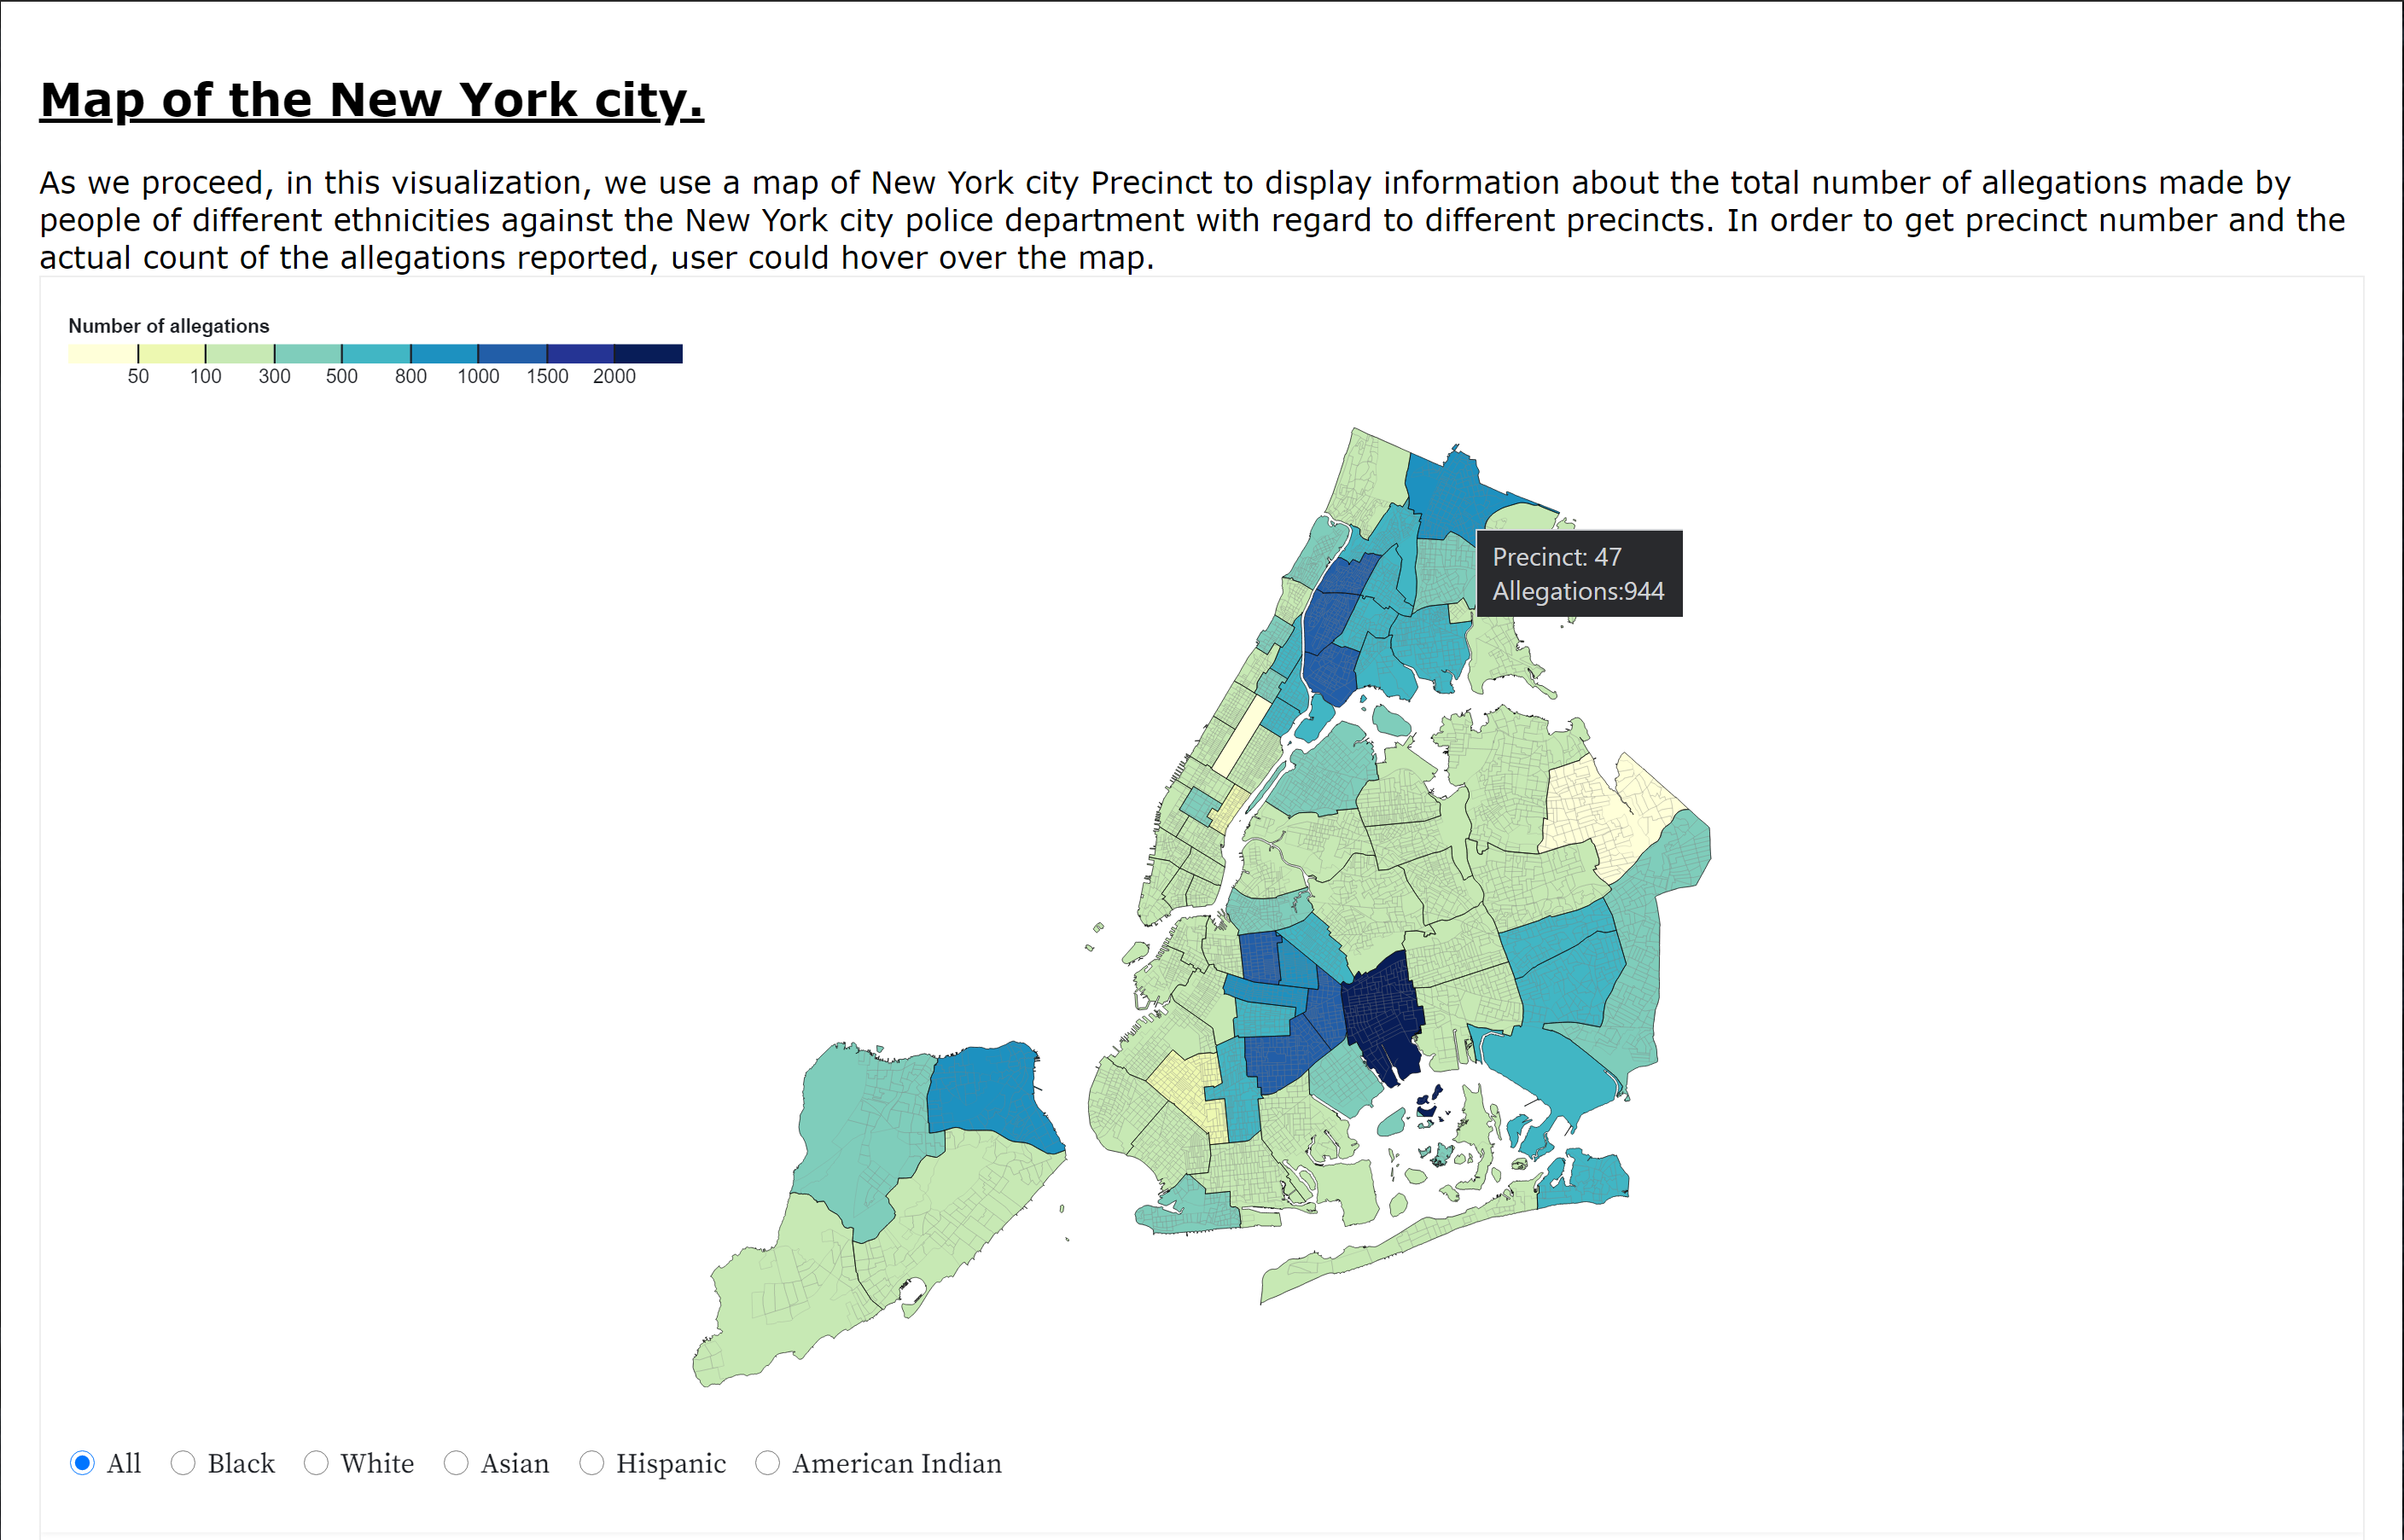 Map of the New York city.
As we proceed, in this visualization, we use a map of New York city Precinct to display information about the total number of allegations made by
people of different ethnicities against the New York city police department with regard to different precincts. In order to get precinct number and the
actual count of the allegations reported, user could hover over the map.
Number of allegations
50 100 300 500 800 1000 1500 2000
Precinct: 47
Allegations:944
All Black White Asian Hispanic American Indian